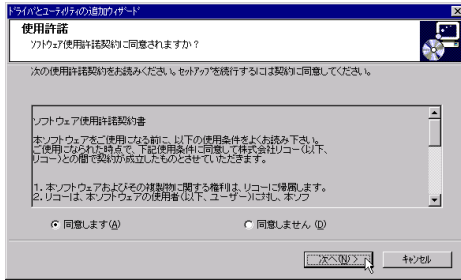 ドライバとユーティリティの追加ウィザード
使用許諾
ソフトウェア使用許諾契約に同意されますか?
次の使用許諾契約をお読みください。セットアップを続行するには契約に同意してください。
ソフトウェア使用許諾契約書
本ソフトウェアをご使用になる前に、以下の使用条件をよくお読み下さい。
ご使用になられた時点で、下記使用条件に同意して株式会社リコー(以下、
リコー)との間で契約が成立したものとさせていただきます。
1. 本ソフトウェアおよびその複製物に関する権利は、リコーに帰属します。
2. リコーは、本ソフトウェアの使用者(以下、ユーザー)に対し、本ソフ
同意します(A)
同意しません(D)
次へ(N) >
キャンセル